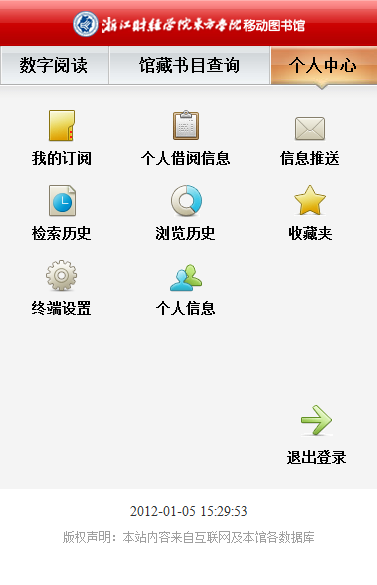 浙江财经学院东方学院移动图书馆
数字阅读 馆藏书目查询 个人中心
我的订阅 个人借阅信息 信息推送
检索历史 浏览历史 收藏夹
终端设置 个人信息
退出登录
2012-01-05 15:29:53
版权声明：本站内容来自互联网及本馆各数据库